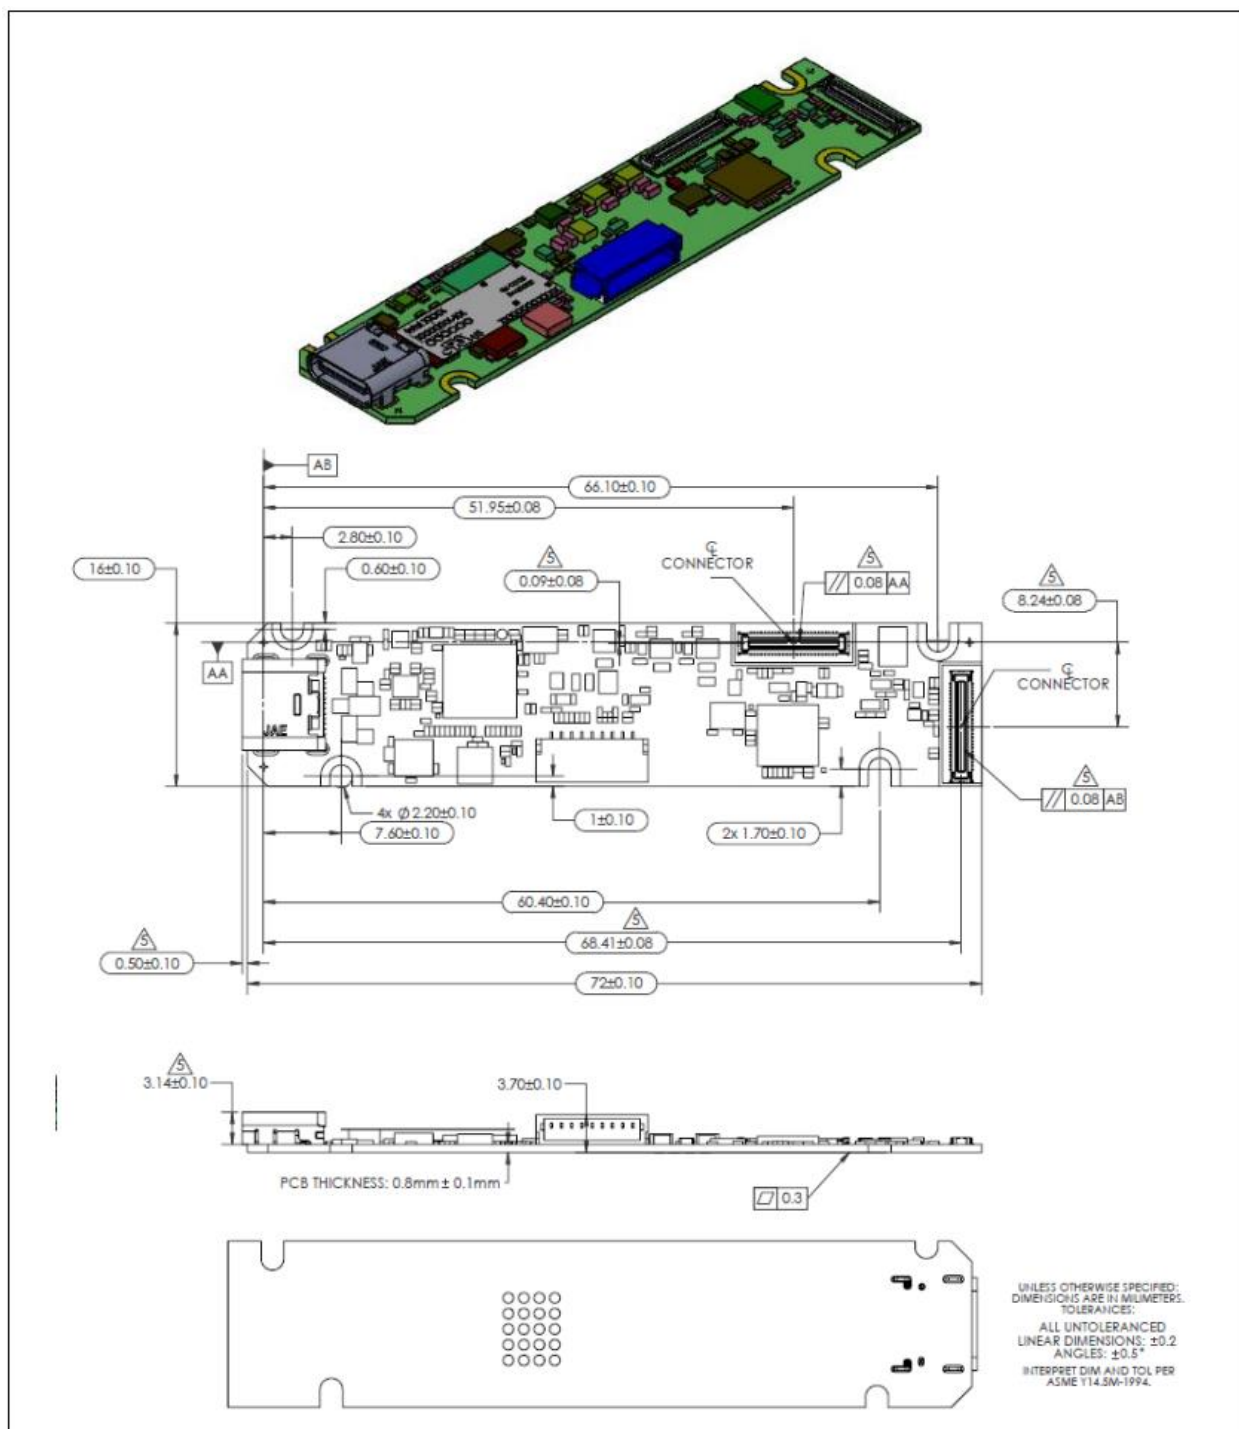 AB
66.10±0.10
51.95±0.08
2.80±0.10
16±0.10
0.60±0.10
5
0.09±0.08
℄
CONNECTOR
5
// 0.08 AA
5
8.24±0.08
AA
℄
CONNECTOR
JAE
5
// 0.08 AB
4x ∅2.20±0.10
7.60±0.10
1±0.10
2x 1.70±0.10
60.40±0.10
5
68.41±0.08
5
0.50±0.10
72±0.10
5
3.14±0.10
3.70±0.10
PCB THICKNESS: 0.8mm ± 0.1mm
⏥ 0.3
UNLESS OTHERWISE SPECIFIED:
DIMENSIONS ARE IN MILIMETERS.
TOLERANCES:
ALL UNTOLERANCED
LINEAR DIMENSIONS: ±0.2
ANGLES: ±0.5°
INTERPRET DIM AND TOL PER
ASME Y14.5M-1994.